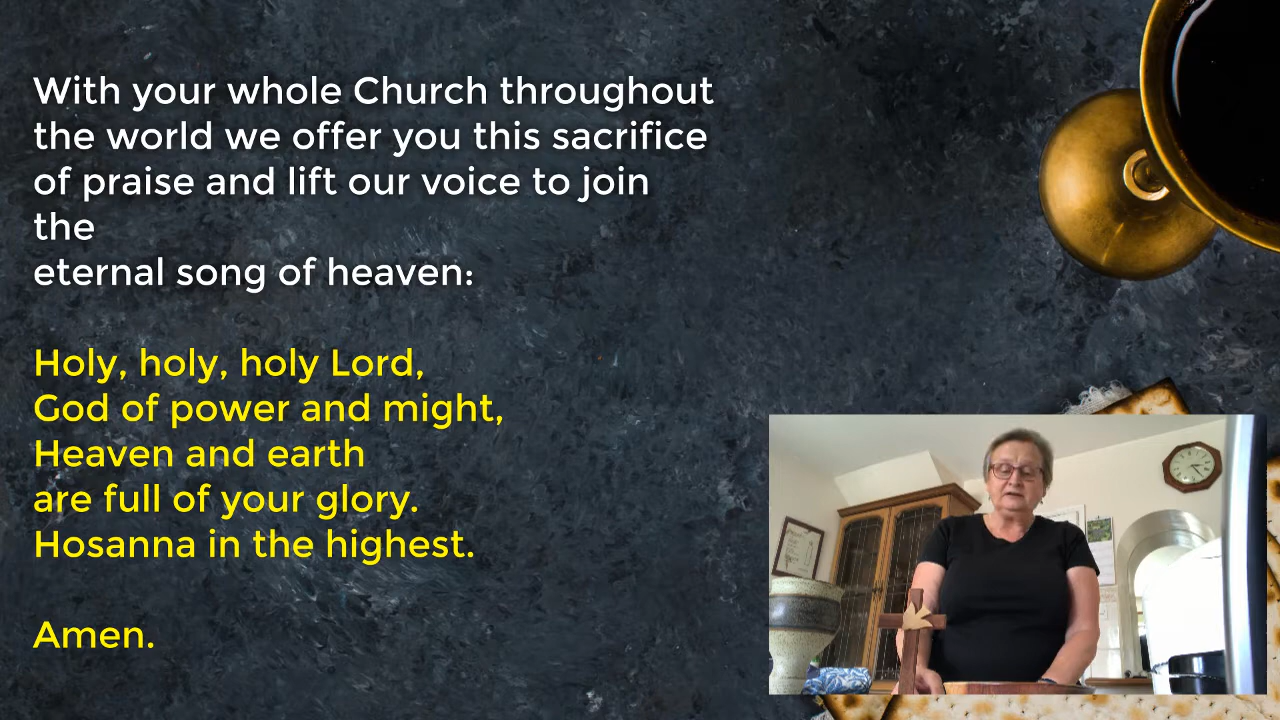 With your whole Church throughout
the world we offer you this sacrifice
of praise and lift our voice to join
the
eternal song of heaven:
Holy, holy, holy Lord,
God of power and might,
Heaven and earth
are full of your glory.
Hosanna in the highest.
Amen.